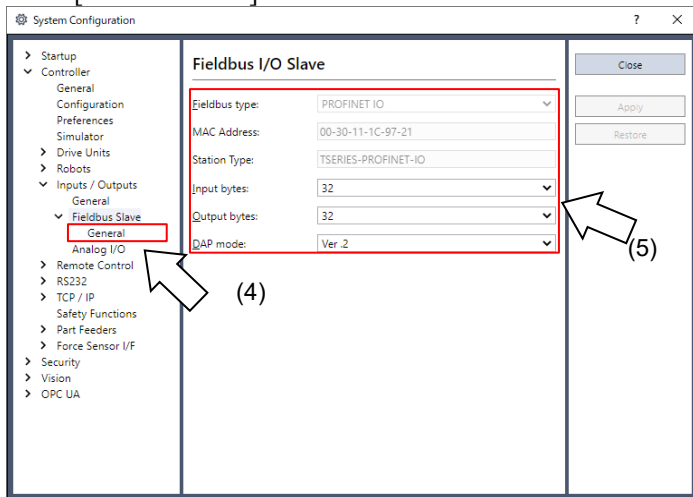 System Configuration
? ×
Startup
Controller
General
Configuration
Preferences
Simulator
Drive Units
Robots
Inputs / Outputs
General
Fieldbus Slave
General
Analog I/O
Remote Control
RS232
TCP / IP
Safety Functions
Part Feeders
Force Sensor I/F
Security
Vision
OPC UA
(4)
Fieldbus I/O Slave
Fieldbus type: PROFINET IO
MAC Address: 00-30-11-1C-97-21
Station Type: TSERIES-PROFINET-IO
Input bytes: 32
Output bytes: 32
DAP mode: Ver .2
(5)
Close
Apply
Restore